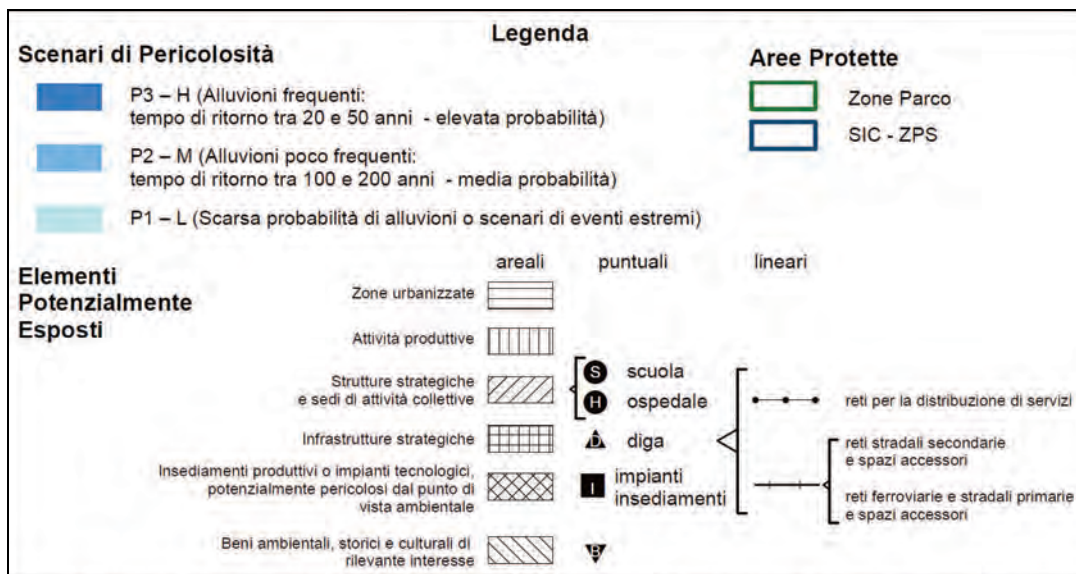 Legenda
Scenari di Pericolosità
P3 – H (Alluvioni frequenti:
tempo di ritorno tra 20 e 50 anni - elevata probabilità)
P2 – M (Alluvioni poco frequenti:
tempo di ritorno tra 100 e 200 anni - media probabilità)
P1 – L (Scarsa probabilità di alluvioni o scenari di eventi estremi)
Aree Protette
Zone Parco
SIC - ZPS
Elementi
Potenzialmente
Esposti
areali
puntuali
lineari
Zone urbanizzate
Attività produttive
Strutture strategiche
e sedi di attività collettive
Infrastrutture strategiche
Insediamenti produttivi o impianti tecnologici,
potenzialmente pericolosi dal punto di
vista ambientale
Beni ambientali, storici e culturali di
rilevante interesse
S scuola
H ospedale
D diga
I impianti
insediamenti
B
reti per la distribuzione di servizi
reti stradali secondarie
e spazi accessori
reti ferroviarie e stradali primarie
e spazi accessori